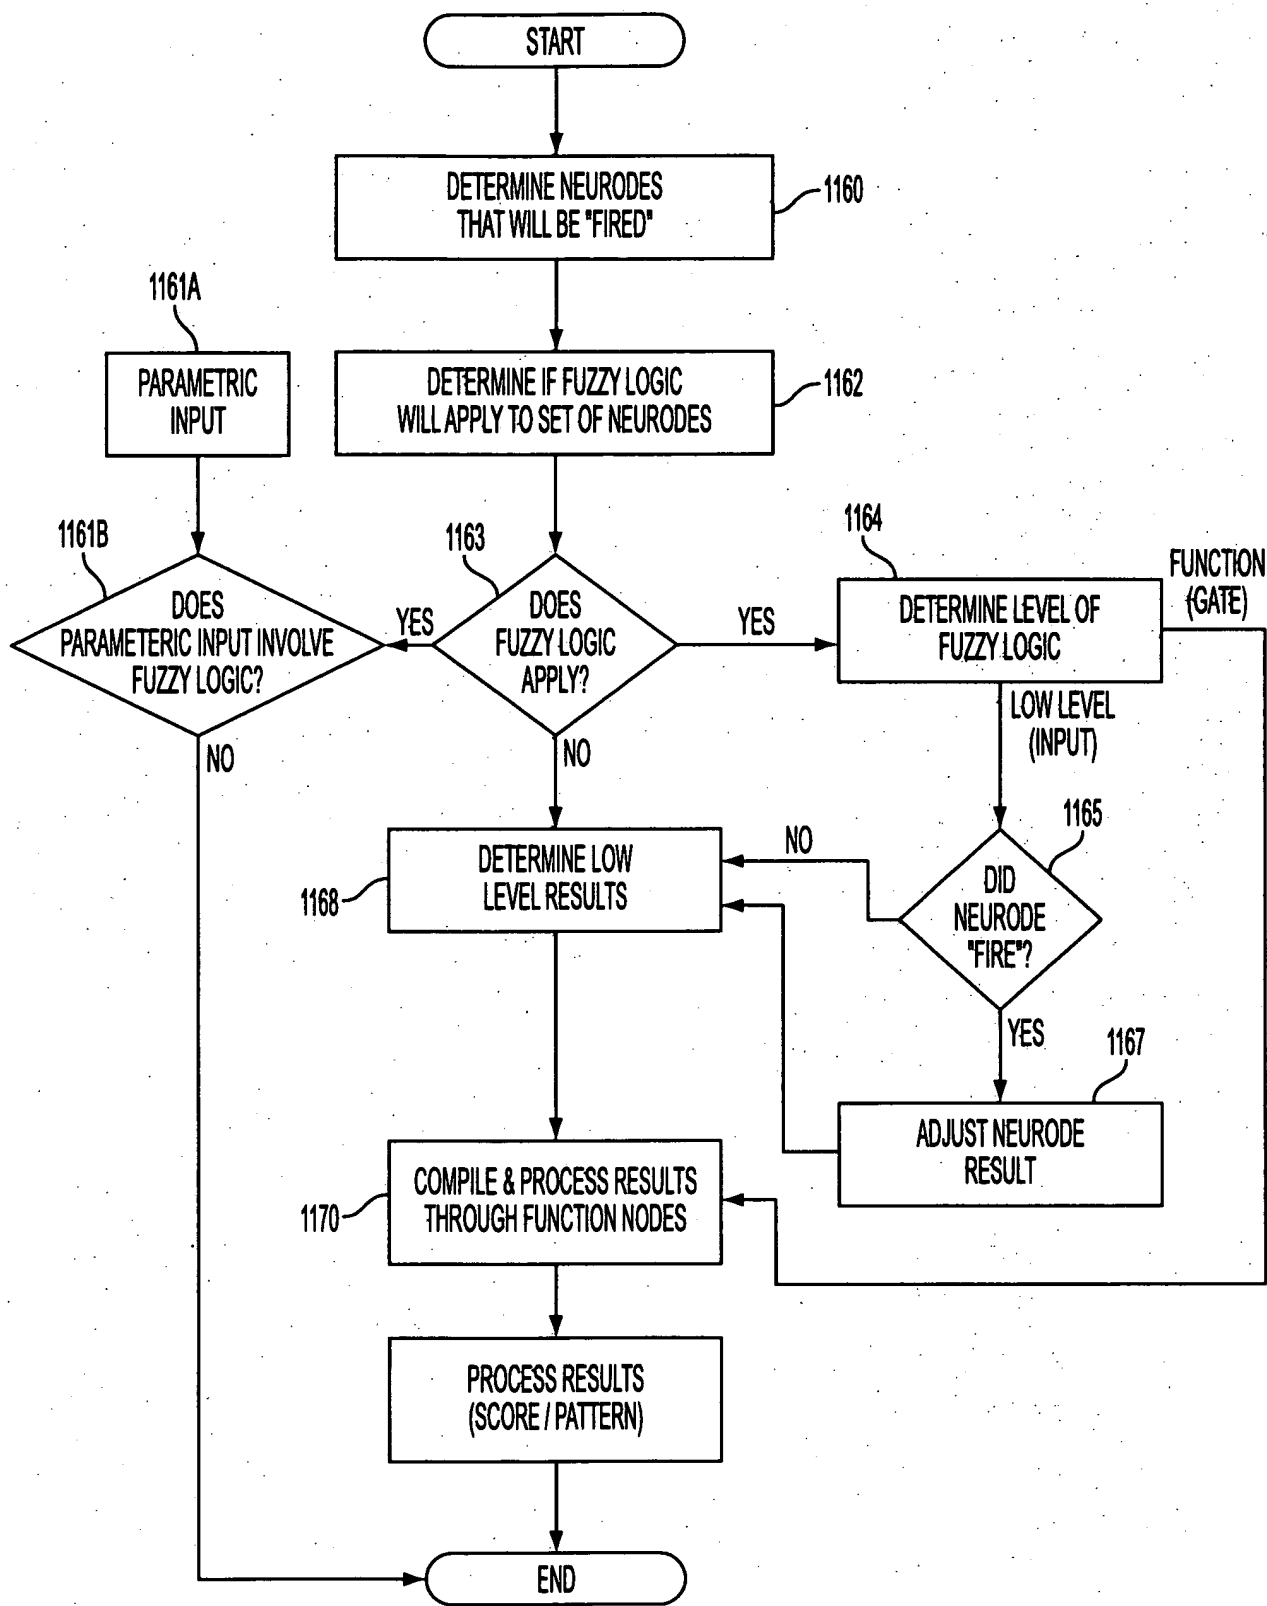 START
DETERMINE NEURODES
THAT WILL BE "FIRED"
1160
1161A
PARAMETRIC
INPUT
DETERMINE IF FUZZY LOGIC
WILL APPLY TO SET OF NEURODES
1162
1161B
DOES
PARAMETERIC INPUT INVOLVE
FUZZY LOGIC?
YES
NO
1163
DOES
FUZZY LOGIC
APPLY?
YES
NO
1164
DETERMINE LEVEL OF
FUZZY LOGIC
FUNCTION
(GATE)
LOW LEVEL
(INPUT)
1165
DID
NEURODE
"FIRE"?
NO
YES
1167
ADJUST NEURODE
RESULT
DETERMINE LOW
LEVEL RESULTS
1168
COMPILE & PROCESS RESULTS
THROUGH FUNCTION NODES
1170
PROCESS RESULTS
(SCORE / PATTERN)
END